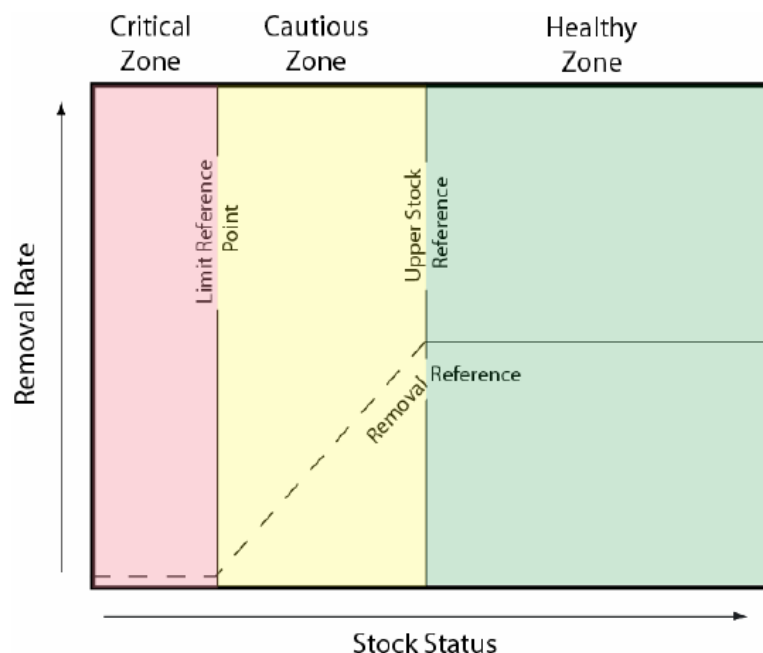 Critical
Zone
Cautious
Zone
Healthy
Zone
Removal Rate
Limit Reference
Point
Upper Stock
Reference
Removal Reference
Stock Status